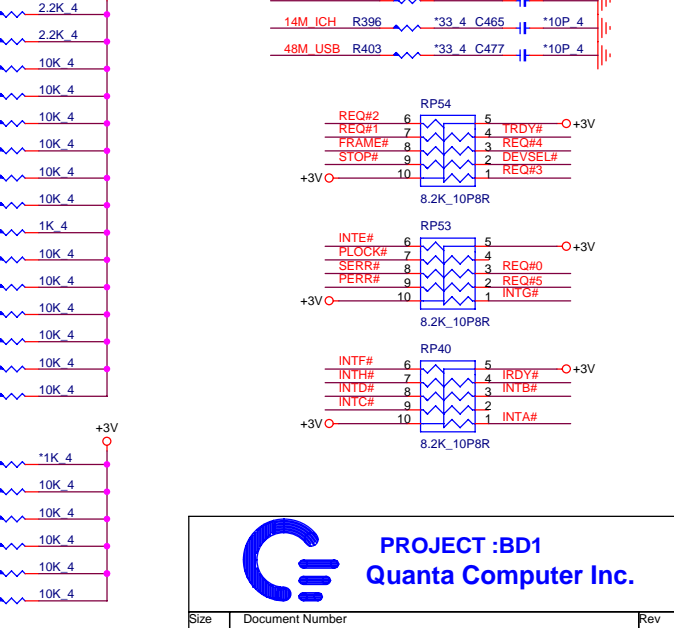 2.2K_4
2.2K_4
10K_4
10K_4
10K_4
10K_4
10K_4
10K_4
1K_4
10K_4
10K_4
10K_4
10K_4
10K_4
10K_4
+3V
*1K_4
10K_4
10K_4
10K_4
10K_4
10K_4
14M_ICH R396 *33_4 C465 *10P_4
48M_USB R403 *33_4 C477 *10P_4
RP54
REQ#2 6 5 +3V
REQ#1 7 4 TRDY#
FRAME# 8 3 REQ#4
STOP# 9 2 DEVSEL#
+3V 10 1 REQ#3
8.2K_10P8R
RP53
INTE# 6 5 +3V
PLOCK# 7 4
SERR# 8 3 REQ#0
PERR# 9 2 REQ#5
+3V 10 1 INTG#
8.2K_10P8R
RP40
INTF# 6 5 +3V
INTH# 7 4 IRDY#
INTD# 8 3 INTB#
INTC# 9 2
+3V 10 1 INTA#
8.2K_10P8R
PROJECT :BD1
Quanta Computer Inc.
Size Document Number Rev